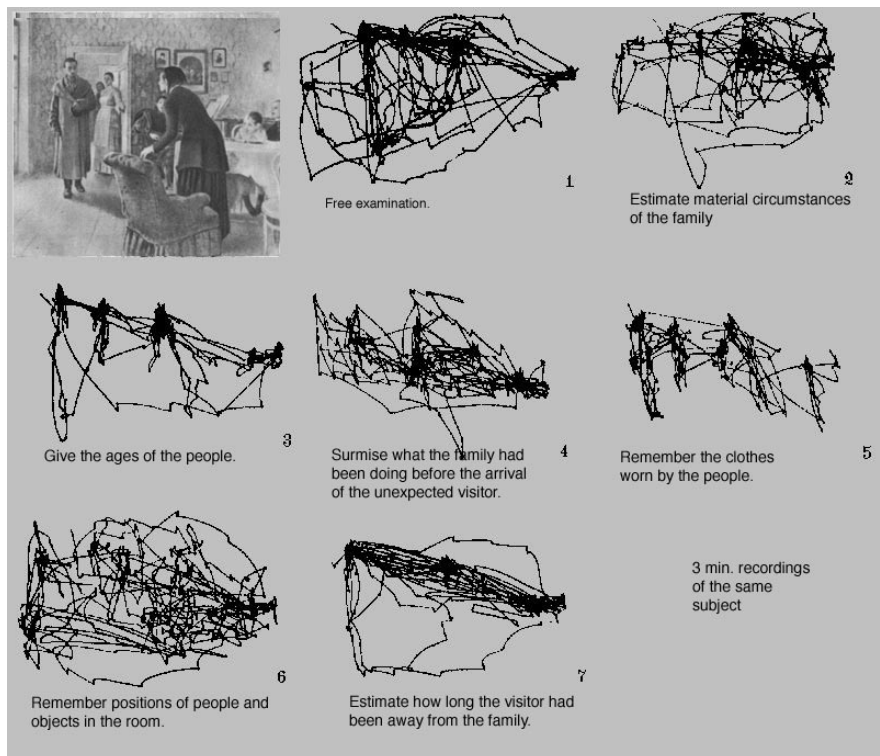 1
Free examination.
2
Estimate material circumstances
of the family
3
Give the ages of the people.
4
Surmise what the family had
been doing before the arrival
of the unexpected visitor.
5
Remember the clothes
worn by the people.
6
Remember positions of people and
objects in the room.
7
Estimate how long the visitor had
been away from the family.
3 min. recordings
of the same
subject